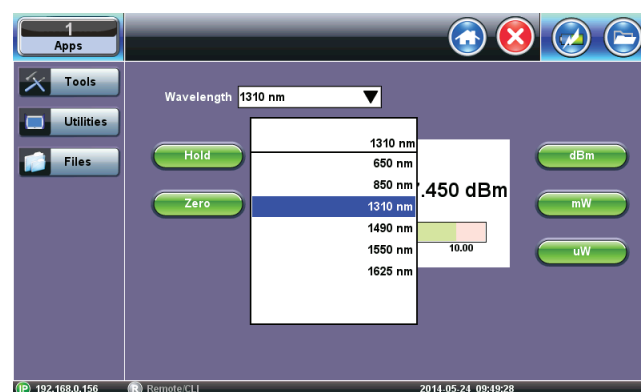 1
Apps
Tools
Utilities
Files
Wavelength 1310 nm
Hold
Zero
1310 nm
650 nm
850 nm
1310 nm
1490 nm
1550 nm
1625 nm
.450 dBm
10.00
dBm
mW
uW
IP 192.168.0.156
R Remote/CLI
2014-05-24 09:49:28